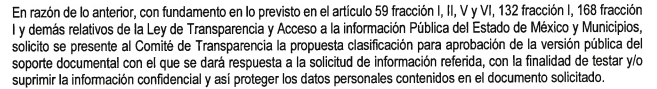 En razón de lo anterior, con fundamento en lo previsto en el artículo 59 fracción I, II, V y VI, 132 fracción I, 168 fracción
I y demás relativos de la Ley de Transparencia y Acceso a la información Pública del Estado de México y Municipios,
solicito se presente al Comité de Transparencia la propuesta clasificación para aprobación de la versión pública del
soporte documental con el que se dará respuesta a la solicitud de información referida, con la finalidad de testar y/o
suprimir la información confidencial y así proteger los datos personales contenidos en el documento solicitado.